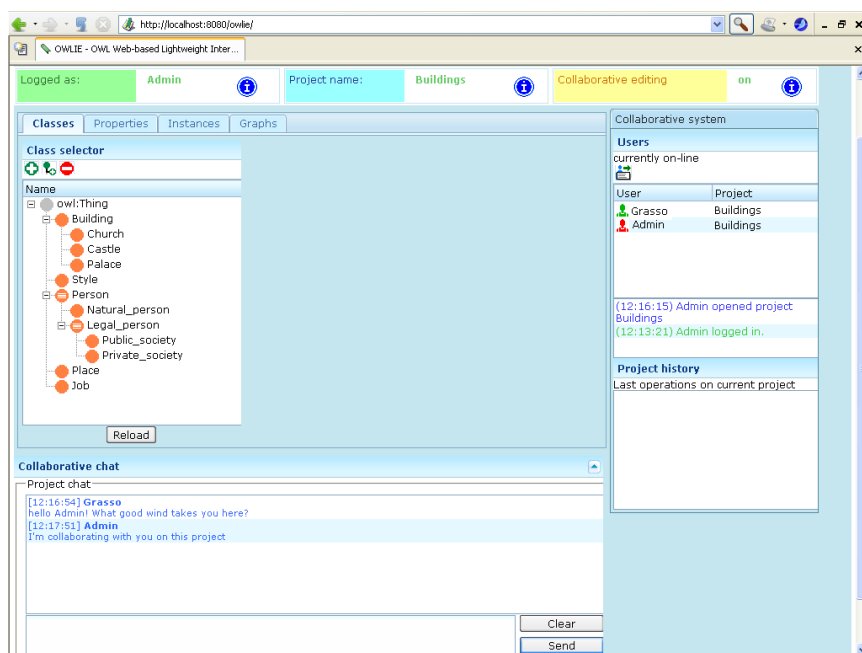 http://localhost:8080/owlie/
OWLIE - OWL Web-based Lightweight Inter...
Logged as: Admin
Project name: Buildings
Collaborative editing on
Classes Properties Instances Graphs
Class selector
Name
owl:Thing
Building
Church
Castle
Palace
Style
Person
Natural_person
Legal_person
Public_society
Private_society
Place
Job
Reload
Collaborative system
Users
currently on-line
User Project
Grasso Buildings
Admin Buildings
(12:16:15) Admin opened project
Buildings
(12:13:21) Admin logged in.
Project history
Last operations on current project
Collaborative chat
Project chat
[12:16:54] Grasso
hello Admin! What good wind takes you here?
[12:17:51] Admin
I'm collaborating with you on this project
Clear
Send